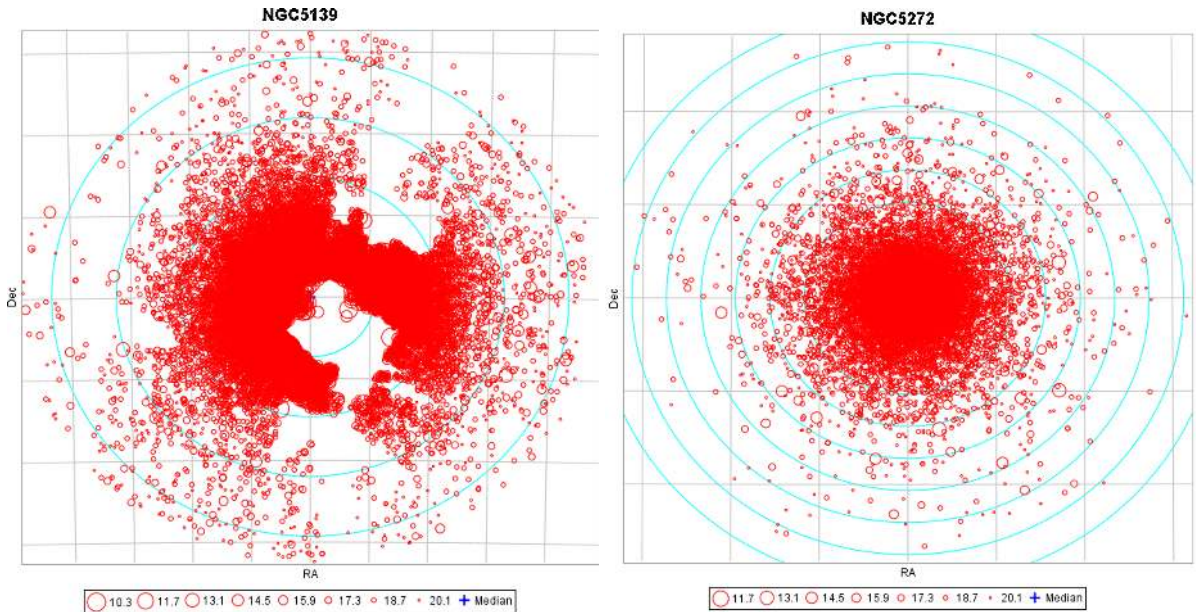 NGC5139
Dec
RA
10.3 11.7 13.1 14.5 15.9 17.3 18.7 20.1 Median
NGC5272
Dec
RA
11.7 13.1 14.5 15.9 17.3 18.7 20.1 Median